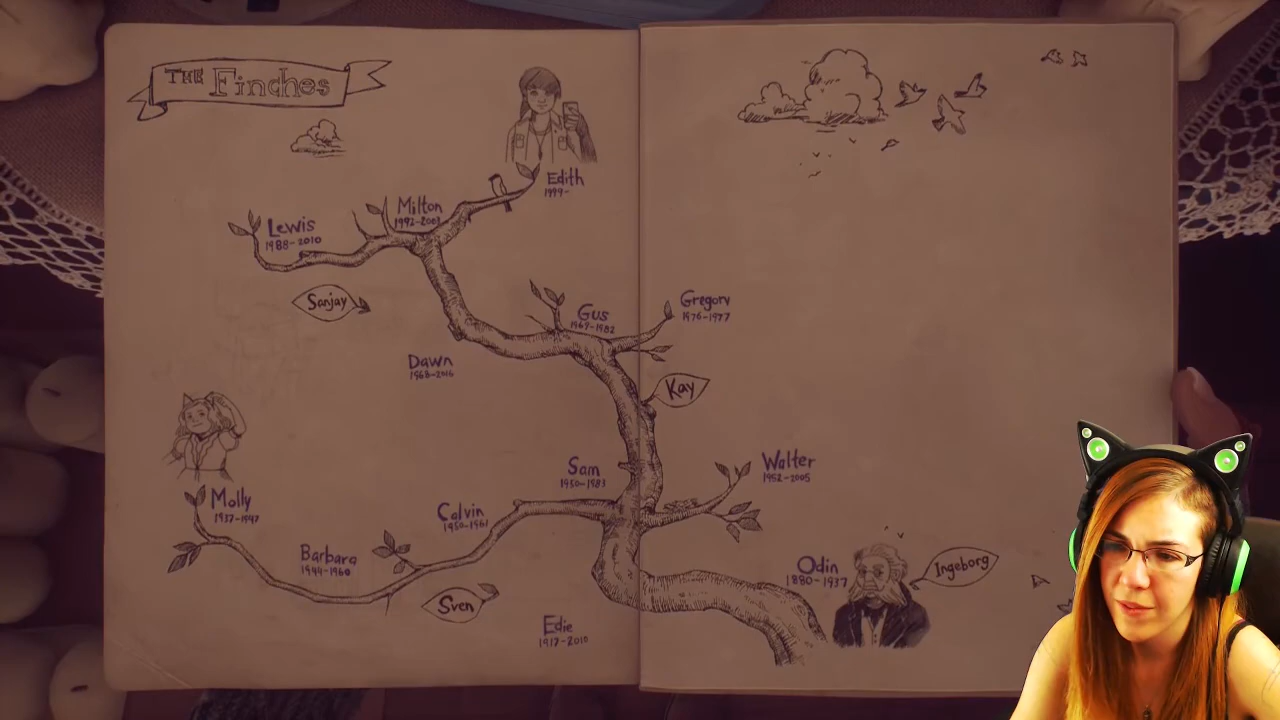 THE Finches
Edith
1999-
Milton
1992-2003
Lewis
1988-2010
Sanjay
Gus
1969-1982
Gregory
1976-1977
Dawn
1968-2016
Kay
Sam
1950-1983
Walter
1952-2005
Molly
1937-1947
Calvin
1950-1961
Barbara
1944-1960
Sven
Odin
1880-1937
Ingeborg
Edie
1917-2010